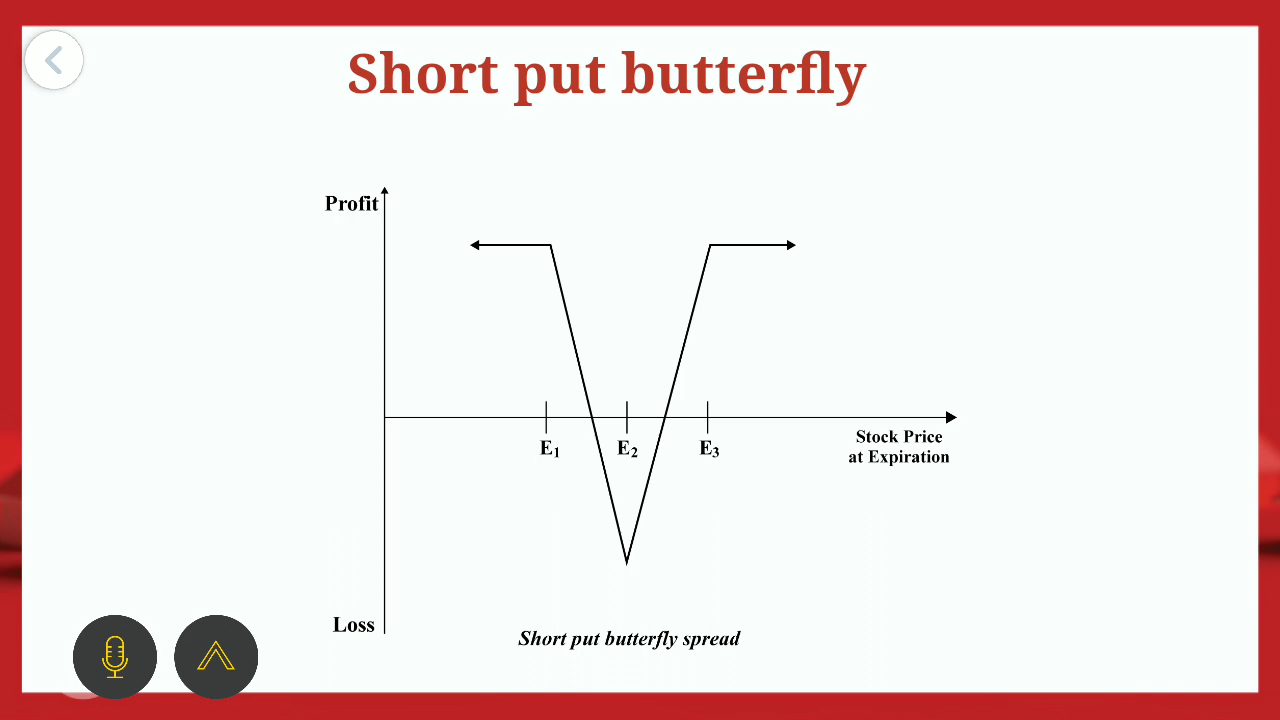 Short put butterfly
Profit
E₁ E₂ E₃
Stock Price
at Expiration
Loss
Short put butterfly spread